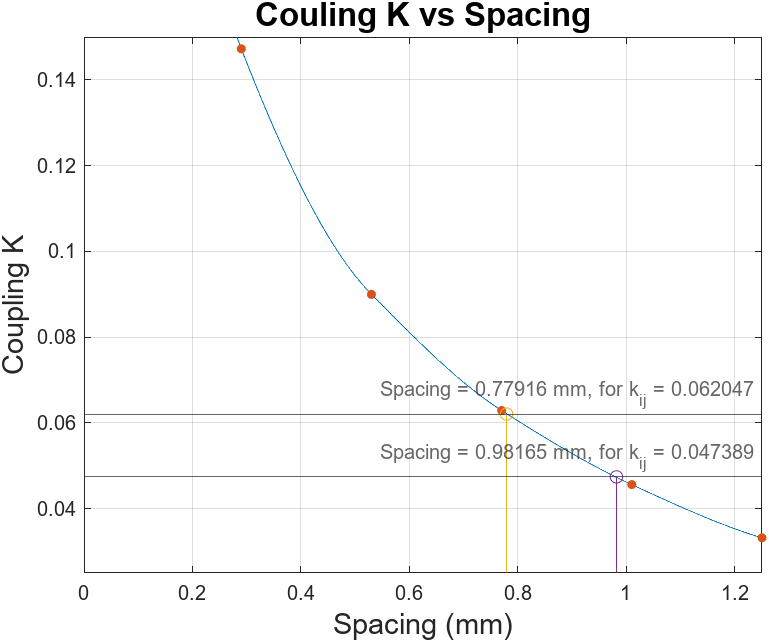 Couling K vs Spacing
0.14
0.12
0.1
0.08
0.06
0.04
Coupling K
Spacing = 0.77916 mm, for k_ij = 0.062047
Spacing = 0.98165 mm, for k_ij = 0.047389
0 0.2 0.4 0.6 0.8 1 1.2
Spacing (mm)